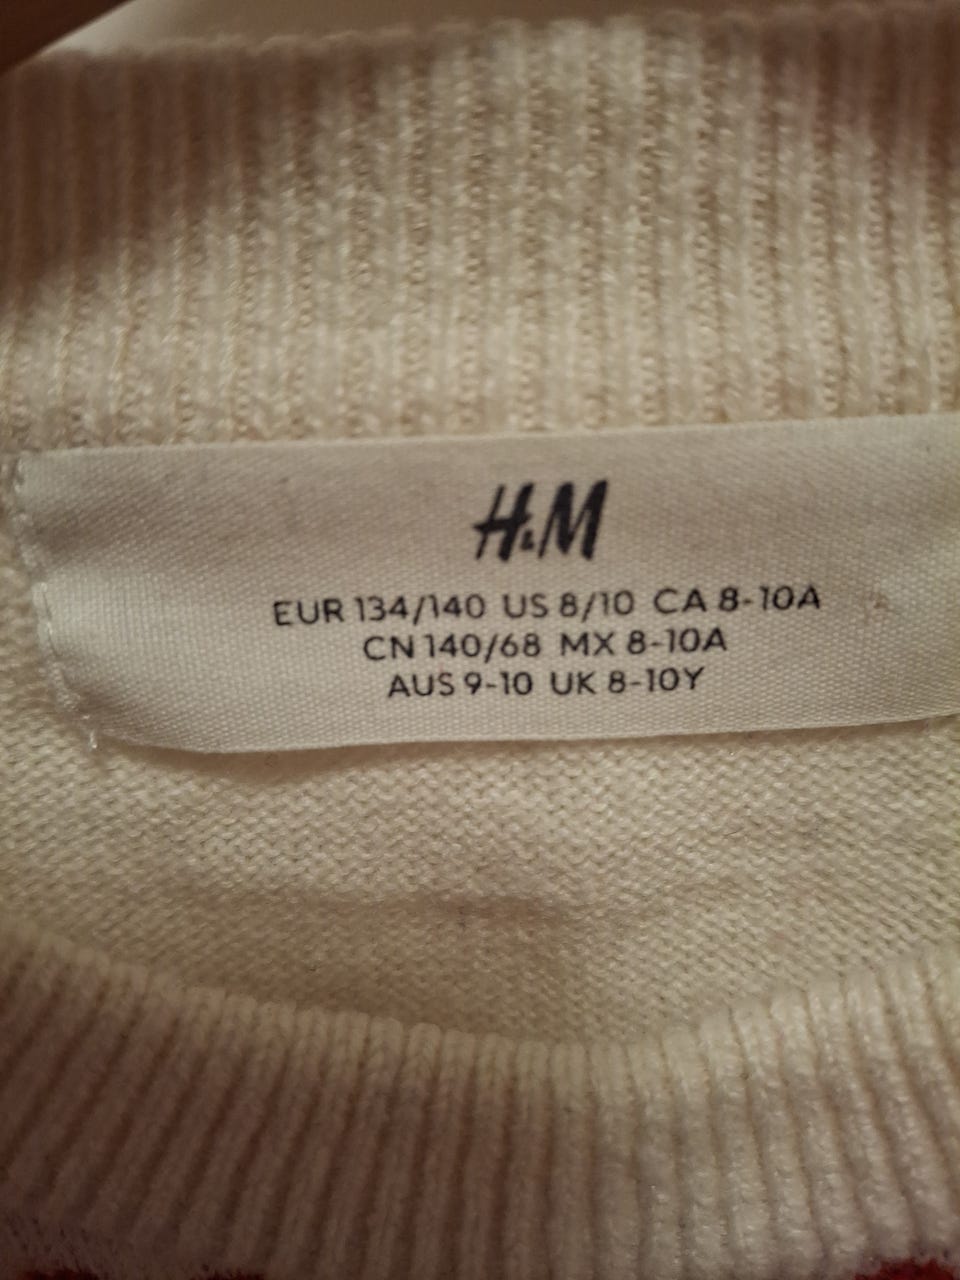 H&M
EUR 134/140 US 8/10 CA 8-10A
CN 140/68 MX 8-10A
AUS 9-10 UK 8-10Y